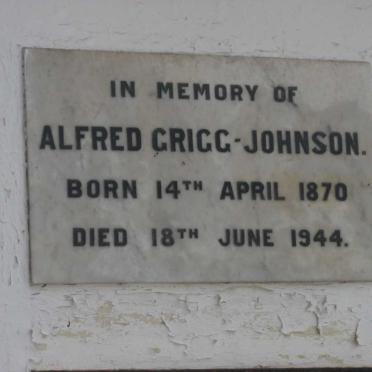 IN MEMORY OF
ALFRED GRIGG-JOHNSON.
BORN 14TH APRIL 1870
DIED 18TH JUNE 1944.